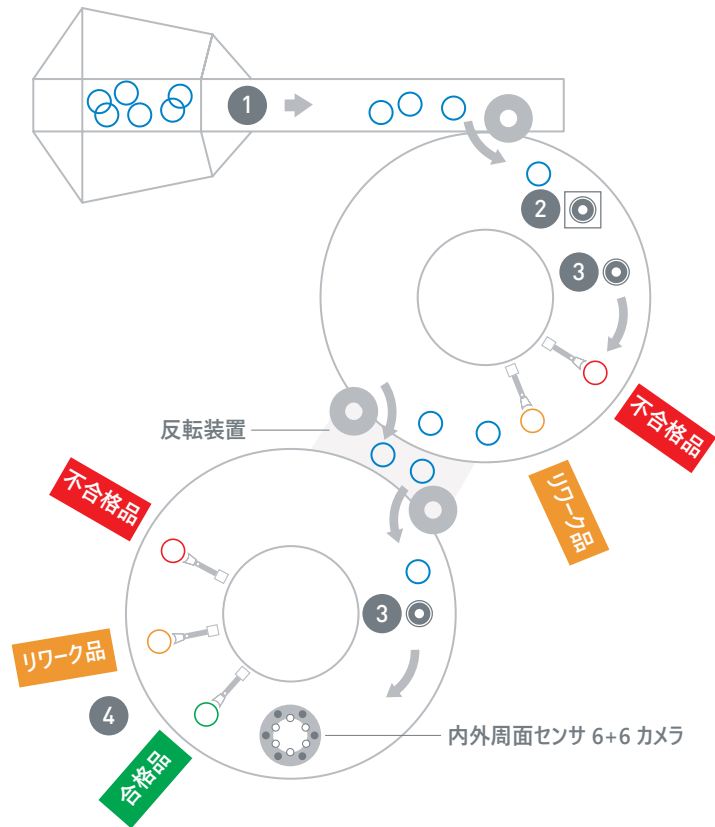 1
2
3
不合格品
反転装置
リワーク品
不合格品
3
リワーク品
4
内外周面センサ 6+6 カメラ
合格品